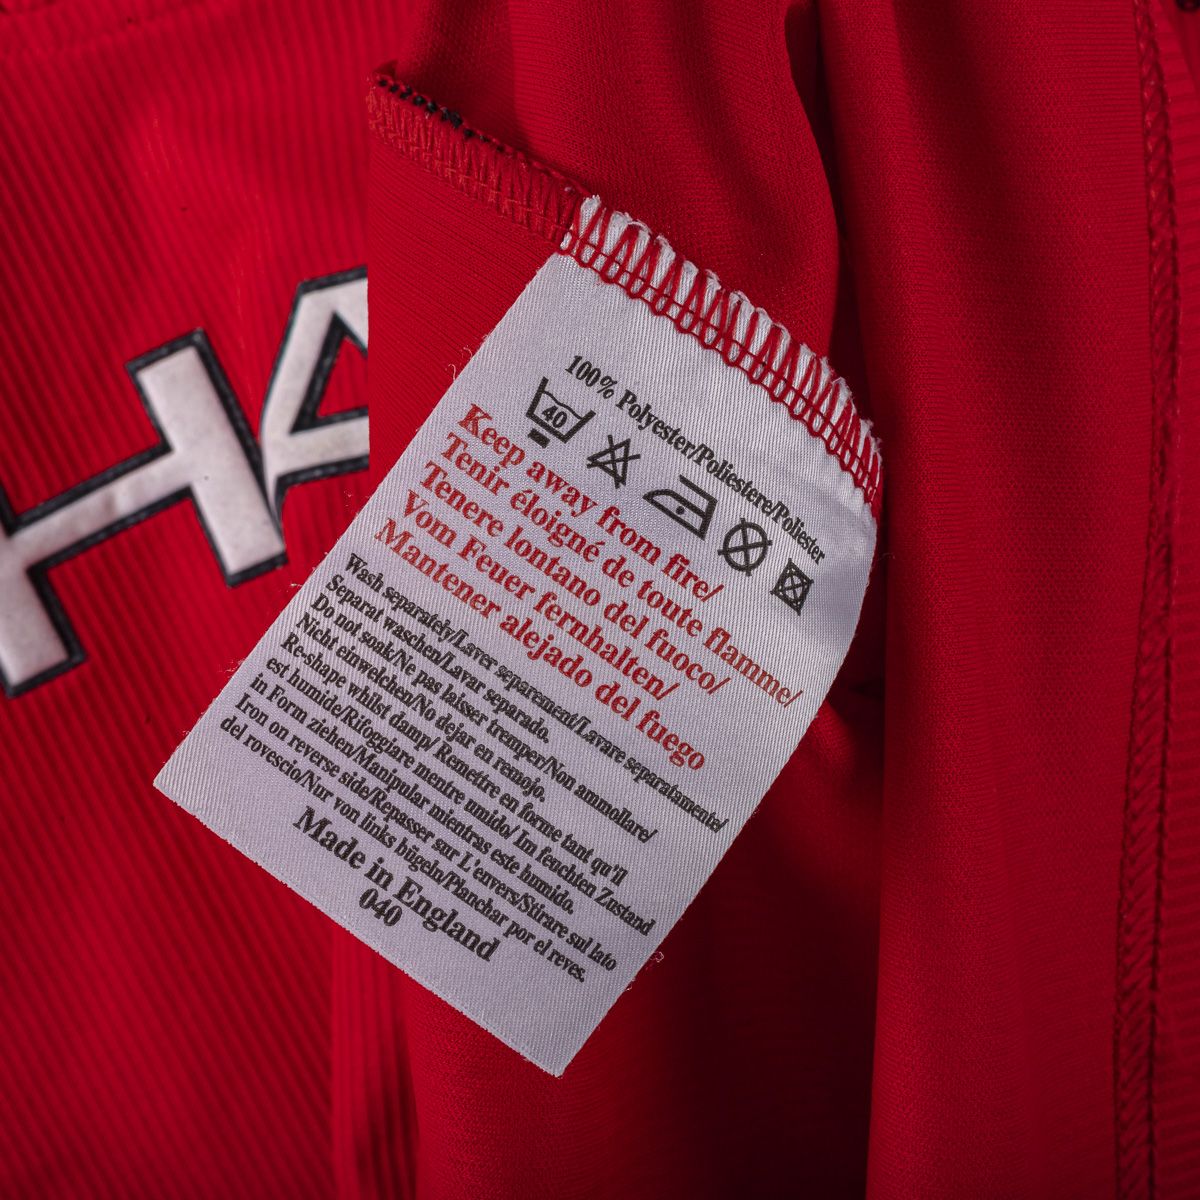 HA
100% Polyester/Poliestere/Poliester
40
Keep away from fire/
Tenir éloigné de toute flamme/
Tenere lontano del fuoco/
Vom Feuer fernhalten/
Mantener alejado del fuego
Wash separately/Laver separement/Lavare separatamente/
Separat waschen/Lavar separado.
Do not soak/Ne pas laisser tremper/Non ammollare/
Nicht einweichen/No dejar en remojo.
Re-shape whilst damp/ Remettre en forme tant qu'll
est humide/Rifoggiare mentre umido/ Im feuchten Zustand
in Form ziehen/Manipular mientras este humido.
Iron on reverse side/Repasser sur L'envers/Stirare sul lato
del rovescio/Nur von links bğgeln/Planchar por el reves.
Made in England
040